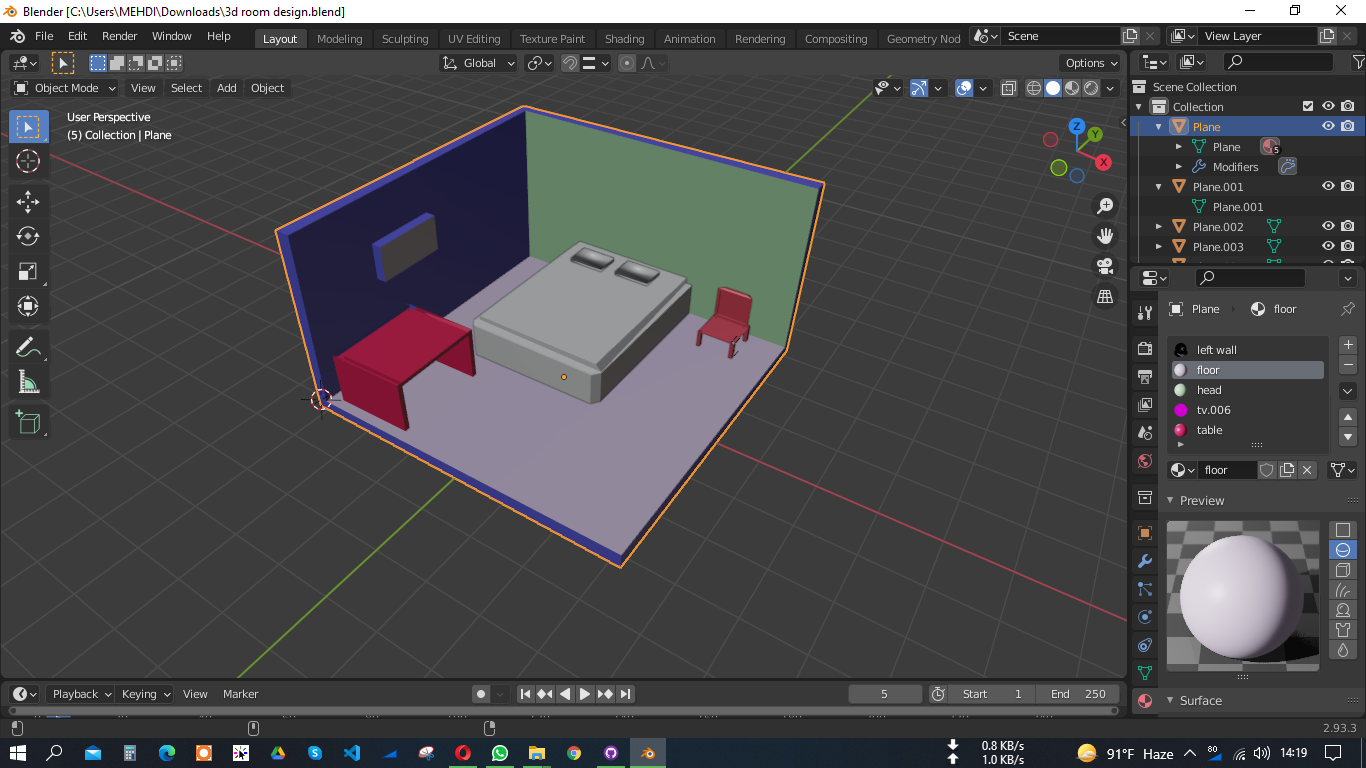 Blender [C:\Users\MEHDI\Downloads\3d room design.blend]
File Edit Render Window Help
Layout Modeling Sculpting UV Editing Texture Paint Shading Animation Rendering Compositing Geometry Nod
Scene
View Layer
Global
Options
Object Mode View Select Add Object
User Perspective
(5) Collection | Plane
Z
Y
X
Scene Collection
Collection
Plane
Plane 5
Modifiers
Plane.001
Plane.001
Plane.002
Plane.003
Plane floor
left wall
floor
head
tv.006
table
floor
Preview
Surface
Playback Keying View Marker
5 Start 1 End 250
2.93.3
0.8 KB/s
1.0 KB/s
91°F Haze
80
14:19